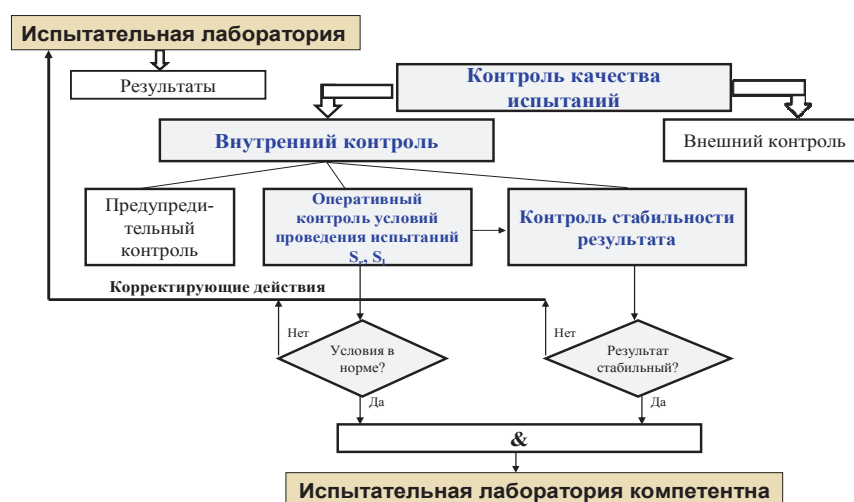 Испытательная лаборатория
Результаты
Контроль качества
испытаний
Внутренний контроль
Внешний контроль
Предупреди-
тельный
контроль
Оперативный
контроль условий
проведения испытаний
Sr, Sl
Контроль стабильности
результата
Корректирующие действия
Нет
Нет
Условия в
норме?
Результат
стабильный?
Да
Да
&
Испытательная лаборатория компетентна